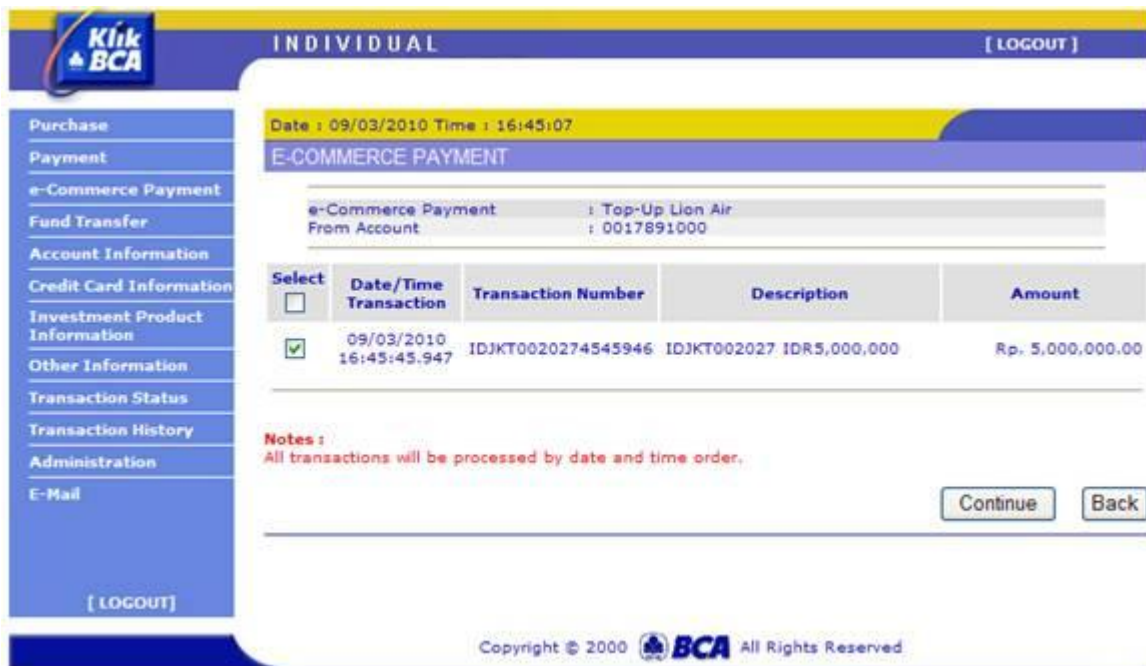 Klik
BCA
INDIVIDUAL
[ LOGOUT ]
Purchase
Payment
e-Commerce Payment
Fund Transfer
Account Information
Credit Card Information
Investment Product
Information
Other Information
Transaction Status
Transaction History
Administration
E-Mail
[ LOGOUT]
Date : 09/03/2010 Time : 16:45:07
E-COMMERCE PAYMENT
e-Commerce Payment : Top-Up Lion Air
From Account : 0017891000
Select Date/Time Transaction Transaction Number Description Amount
09/03/2010
16:45:45.947 IDJKT0020274545946 IDJKT002027 IDR5,000,000 Rp. 5,000,000.00
Notes :
All transactions will be processed by date and time order.
Continue Back
Copyright © 2000 BCA All Rights Reserved